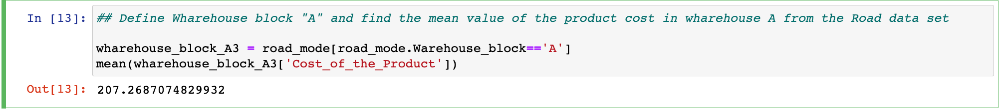 In [13]: ## Define Wharehouse block "A" and find the mean value of the product cost in wharehouse A from the Road data set
wharehouse_block_A3 = road_mode[road_mode.Warehouse_block=='A']
mean(wharehouse_block_A3['Cost_of_the_Product'])
Out[13]: 207.2687074829932